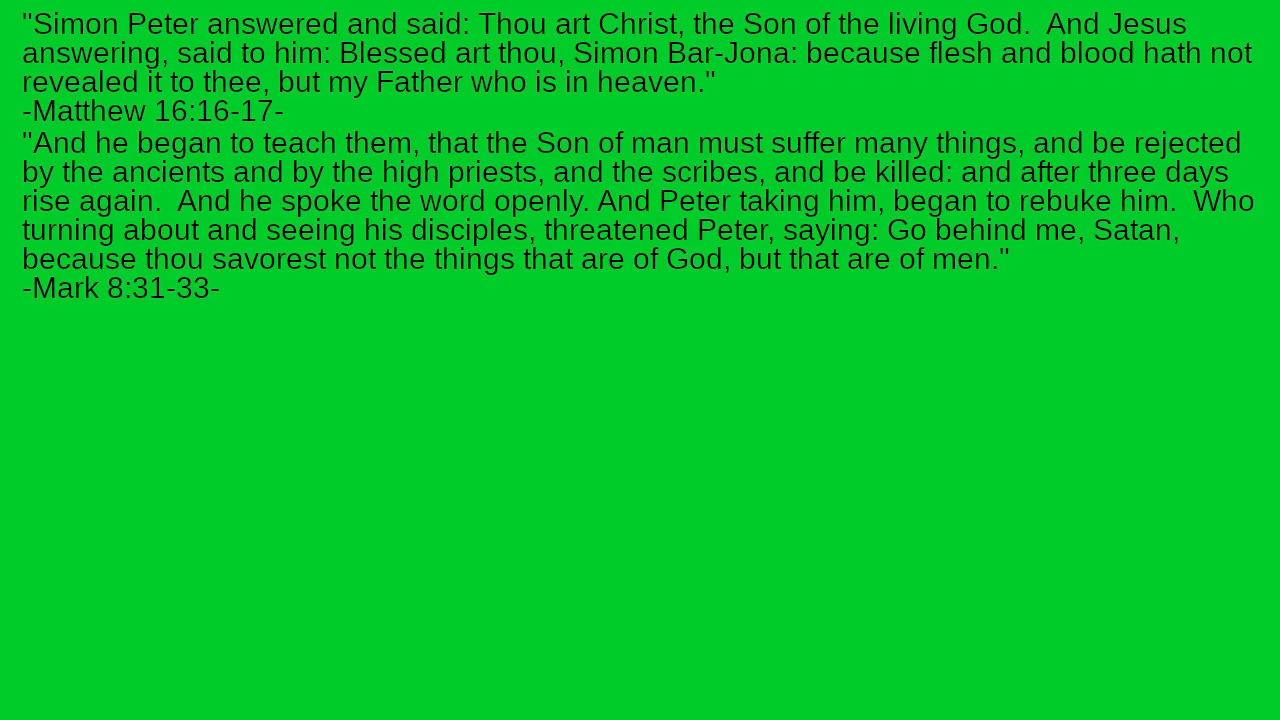 "Simon Peter answered and said: Thou art Christ, the Son of the living God.  And Jesus
answering, said to him: Blessed art thou, Simon Bar-Jona: because flesh and blood hath not
revealed it to thee, but my Father who is in heaven."
-Matthew 16:16-17-
"And he began to teach them, that the Son of man must suffer many things, and be rejected
by the ancients and by the high priests, and the scribes, and be killed: and after three days
rise again.  And he spoke the word openly. And Peter taking him, began to rebuke him.  Who
turning about and seeing his disciples, threatened Peter, saying: Go behind me, Satan,
because thou savorest not the things that are of God, but that are of men."
-Mark 8:31-33-